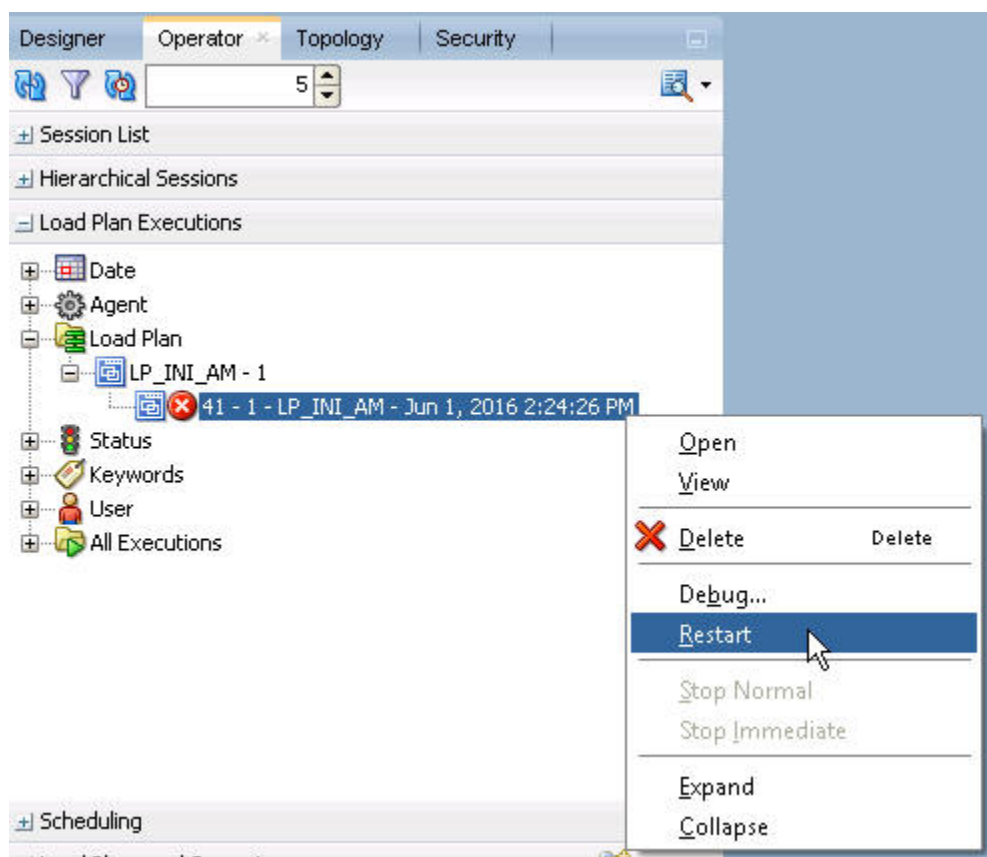 Designer Operator Topology Security
5
Session List
Hierarchical Sessions
Load Plan Executions
Date
Agent
Load Plan
LP_INI_AM - 1
41 - 1 - LP_INI_AM - Jun 1, 2016 2:24:26 PM
Status
Keywords
User
All Executions
Open
View
Delete Delete
Debug...
Restart
Stop Normal
Stop Immediate
Expand
Collapse
Scheduling